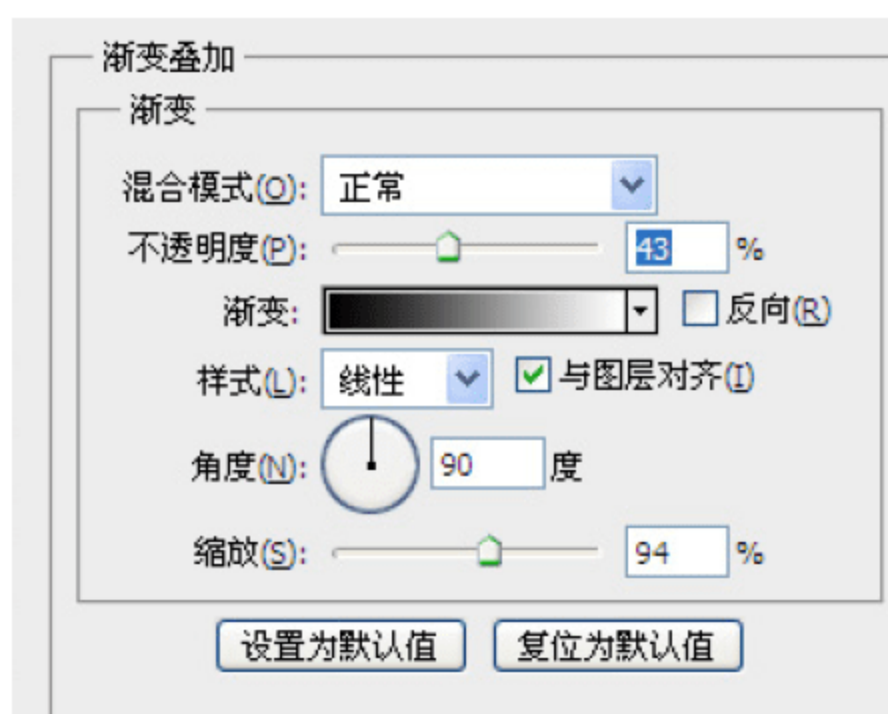 渐变叠加
渐变
混合模式(O): 正常
不透明度(P): 43 %
渐变: 反向(R)
样式(L): 线性 与图层对齐(I)
角度(N): 90 度
缩放(S): 94 %
设置为默认值 复位为默认值